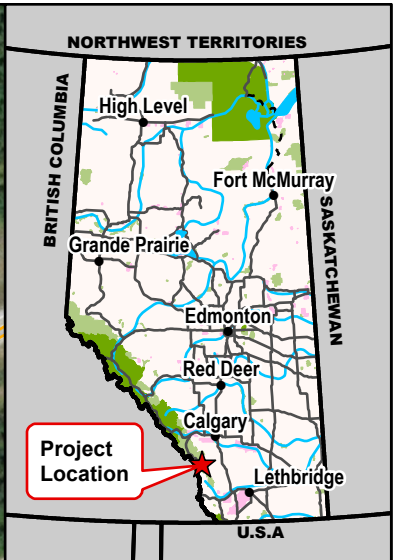 NORTHWEST TERRITORIES
BRITISH COLUMBIA
High Level
Fort McMurray
SASKATCHEWAN
Grande Prairie
Edmonton
Red Deer
Calgary
Project
Location
Lethbridge
U.S.A